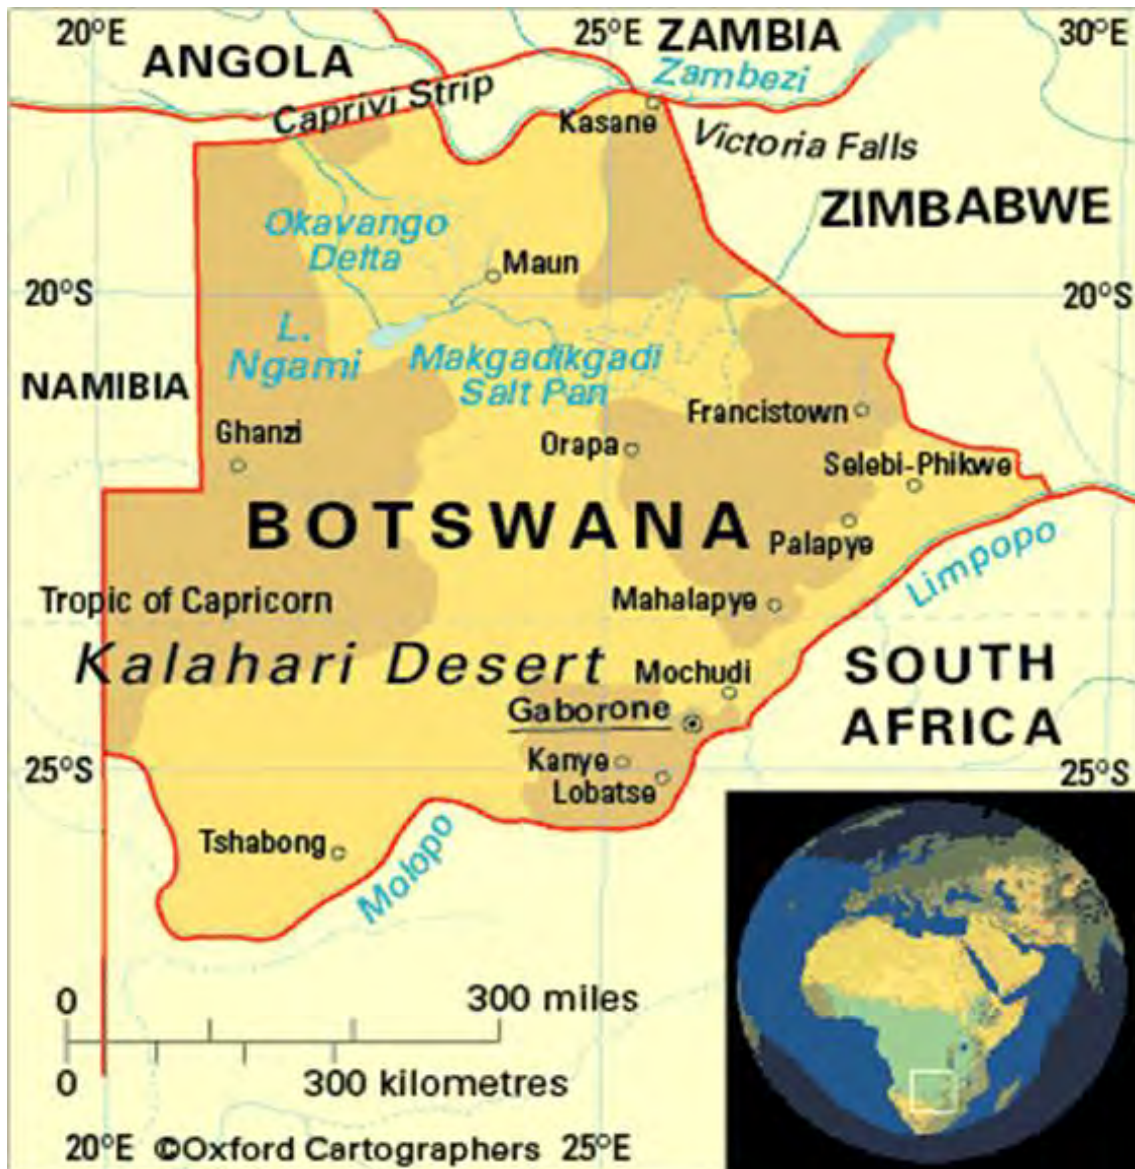 20°E
25°E
ZAMBIA
30°E
ANGOLA
Zambezi
Caprivi Strip
Kasane
Victoria Falls
ZIMBABWE
Okavango
Detta
Maun
20°S
20°S
L.
Ngami
Makgadikgadi
Salt Pan
NAMIBIA
Francistown
Ghanzi
Orapa
Selebi-Phikwe
BOTSWANA
Palapye
Limpopo
Tropic of Capricorn
Mahalapye
Kalahari Desert
Mochudi
SOUTH
AFRICA
Gaborone
Kanye
25°S
25°S
Lobatse
Tshabong
Molopo
0
300 miles
0
300 kilometres
20°E
©Oxford Cartographers
25°E